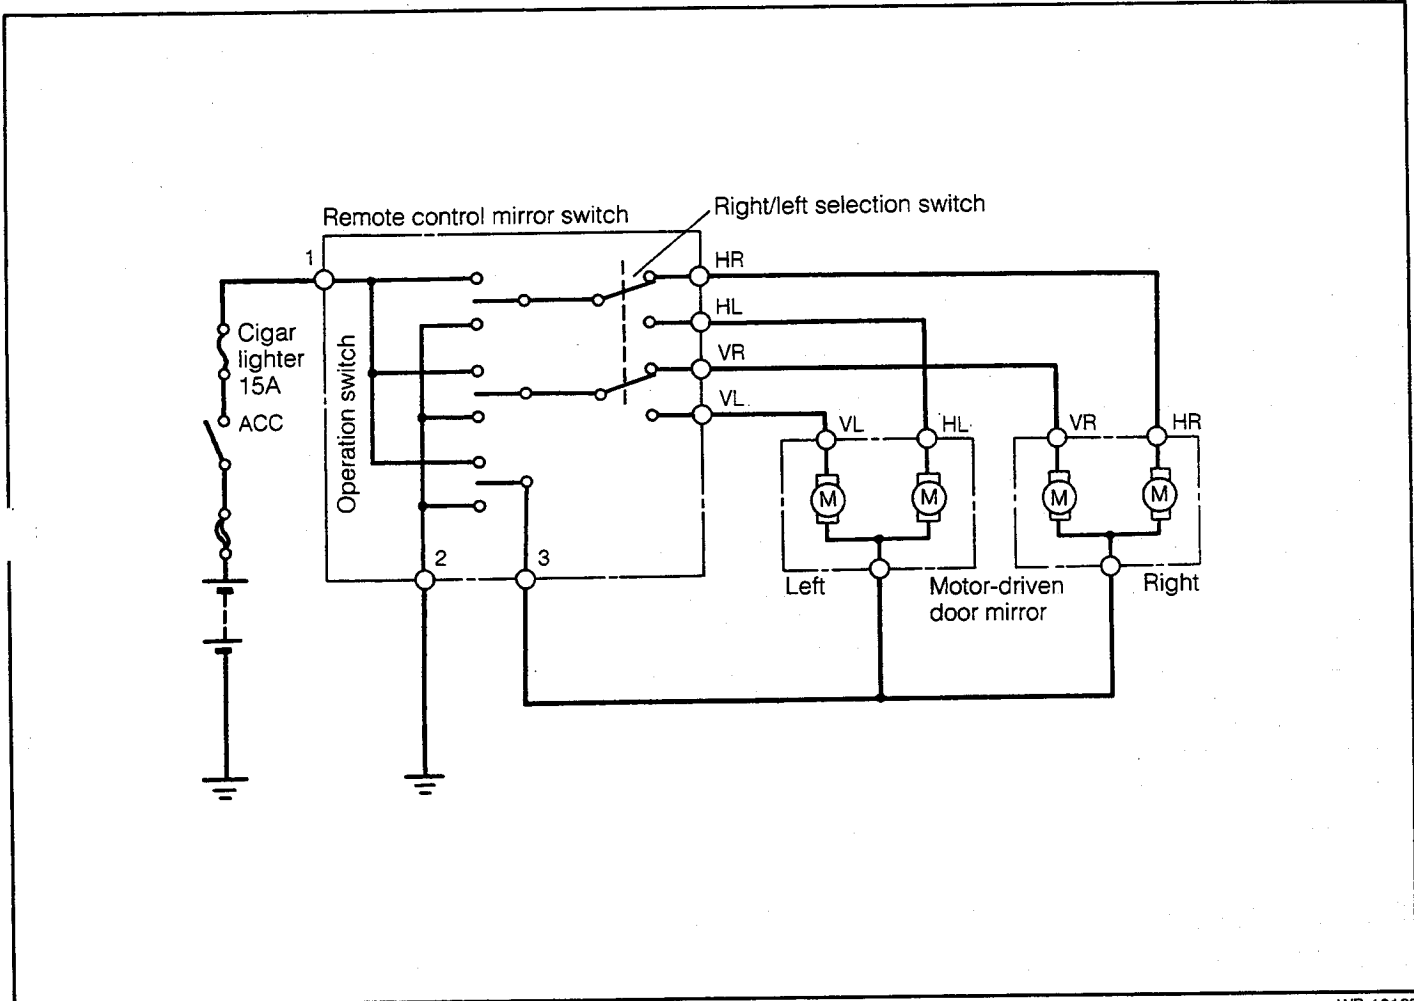 Remote control mirror switch
Right/left selection switch
1
HR
HL
VR
VL
Cigar
lighter
15A
ACC
Operation switch
2
3
VL
HL
VR
HR
M
M
M
M
Left
Motor-driven
door mirror
Right